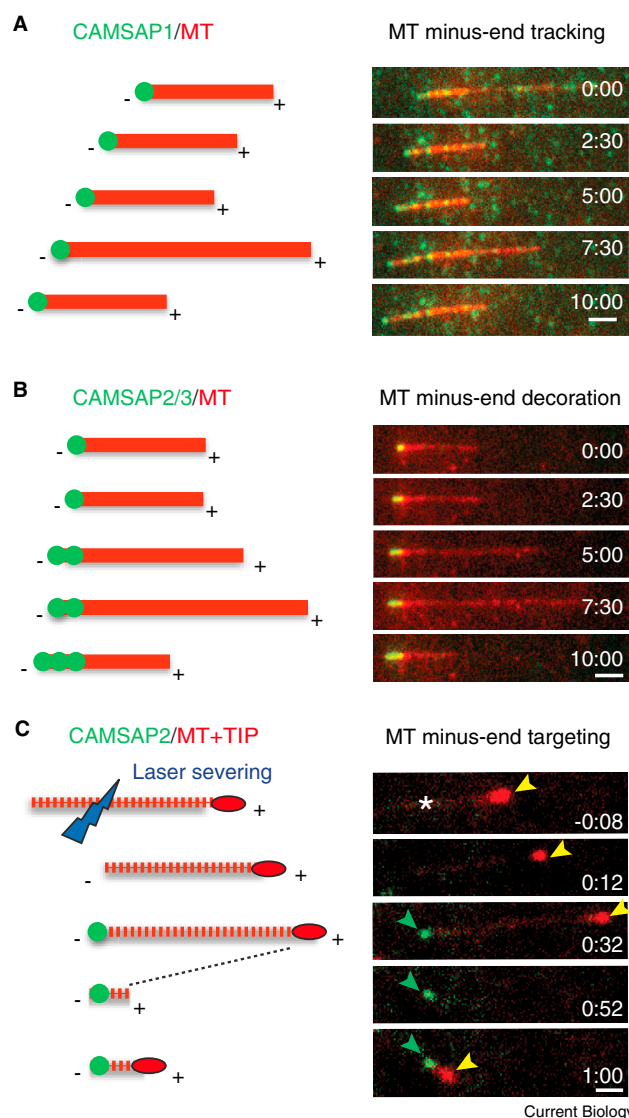 A
CAMSAP1/MT
MT minus-end tracking
- +
0:00
- +
2:30
- +
5:00
- +
7:30
- +
10:00
B
CAMSAP2/3/MT
MT minus-end decoration
- +
0:00
- +
2:30
- +
5:00
- +
7:30
- +
10:00
C
CAMSAP2/MT+TIP
MT minus-end targeting
Laser severing
+
*
-0:08
- +
0:12
- +
0:32
- +
0:52
- +
1:00
Current Biology